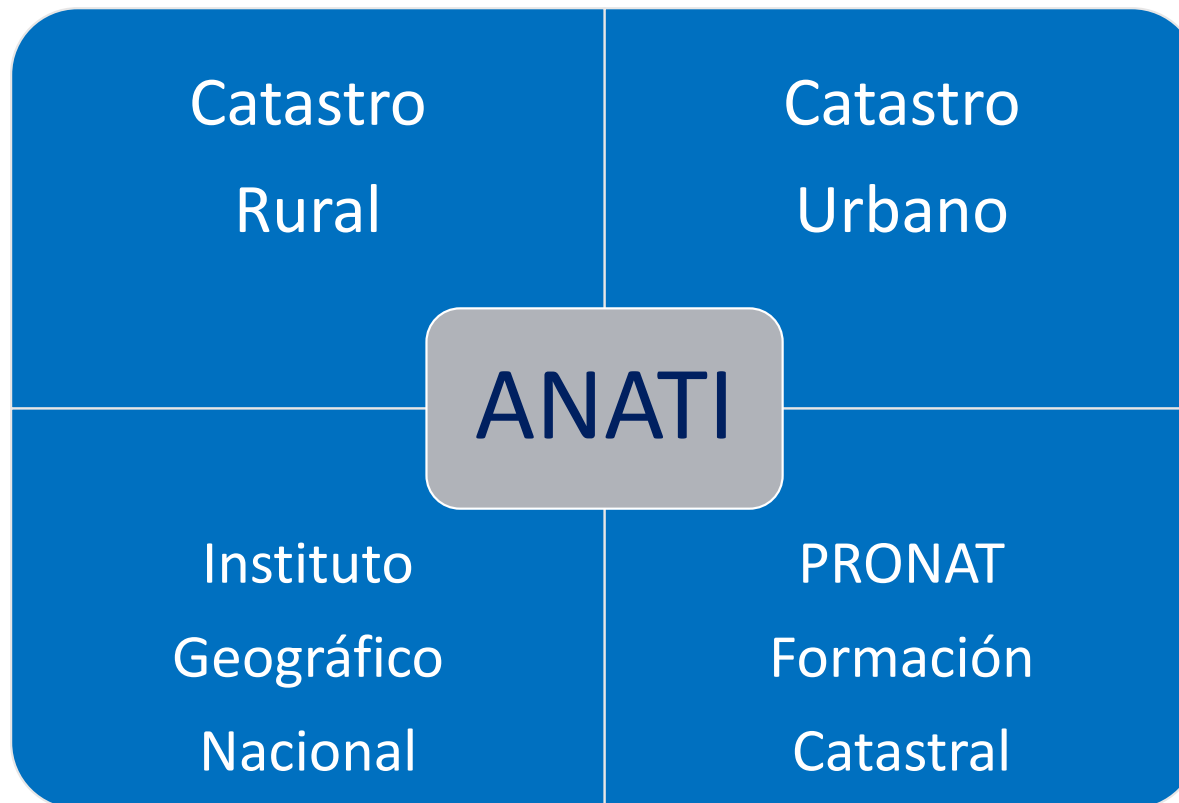 Catastro
Rural
Catastro
Urbano
ANATI
Instituto
Geográfico
Nacional
PRONAT
Formación
Catastral